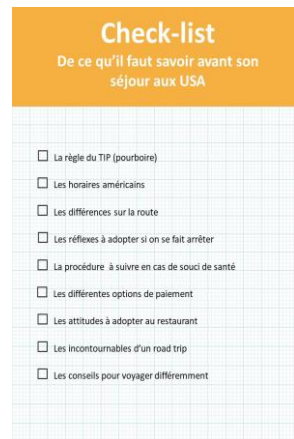 Check-list
De ce qu'il faut savoir avant son
séjour aux USA
La règle du TIP (pourboire)
Les horaires américains
Les différences sur la route
Les réflexes à adopter si on se fait arrêter
La procédure à suivre en cas de souci de santé
Les différentes options de paiement
Les attitudes à adopter au restaurant
Les incontournables d'un road trip
Les conseils pour voyager différemment